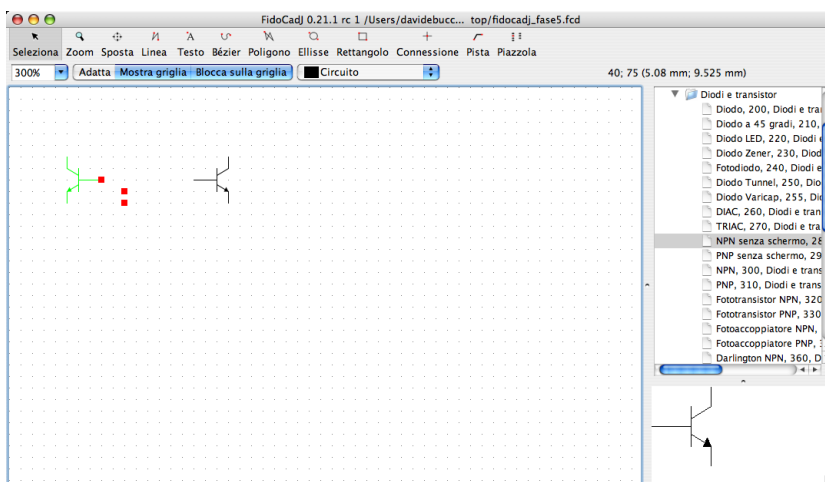 FidoCadJ 0.21.1 rc 1 /Users/davidebucc... top/fidocadj_fase5.fcd
Seleziona Zoom Sposta Linea Testo Bézier Poligono Ellisse Rettangolo Connessione Pista Piazzola
300% Adatta Mostra griglia Blocca sulla griglia Circuito 40; 75 (5.08 mm; 9.525 mm)
Diodi e transistor
Diodo, 200, Diodi e tra
Diodo a 45 gradi, 210,
Diodo LED, 220, Diodi e
Diodo Zener, 230, Diod
Fotodiodo, 240, Diodi e
Diodo Tunnel, 250, Dio
Diodo Varicap, 255, Di
DIAC, 260, Diodi e tran
TRIAC, 270, Diodi e tra
NPN senza schermo, 28
PNP senza schermo, 29
NPN, 300, Diodi e trans
PNP, 310, Diodi e trans
Fototransistor NPN, 320
Fototransistor PNP, 330
Fotoaccoppiatore NPN,
Fotoaccoppiatore PNP,
Darlington NPN, 360, D